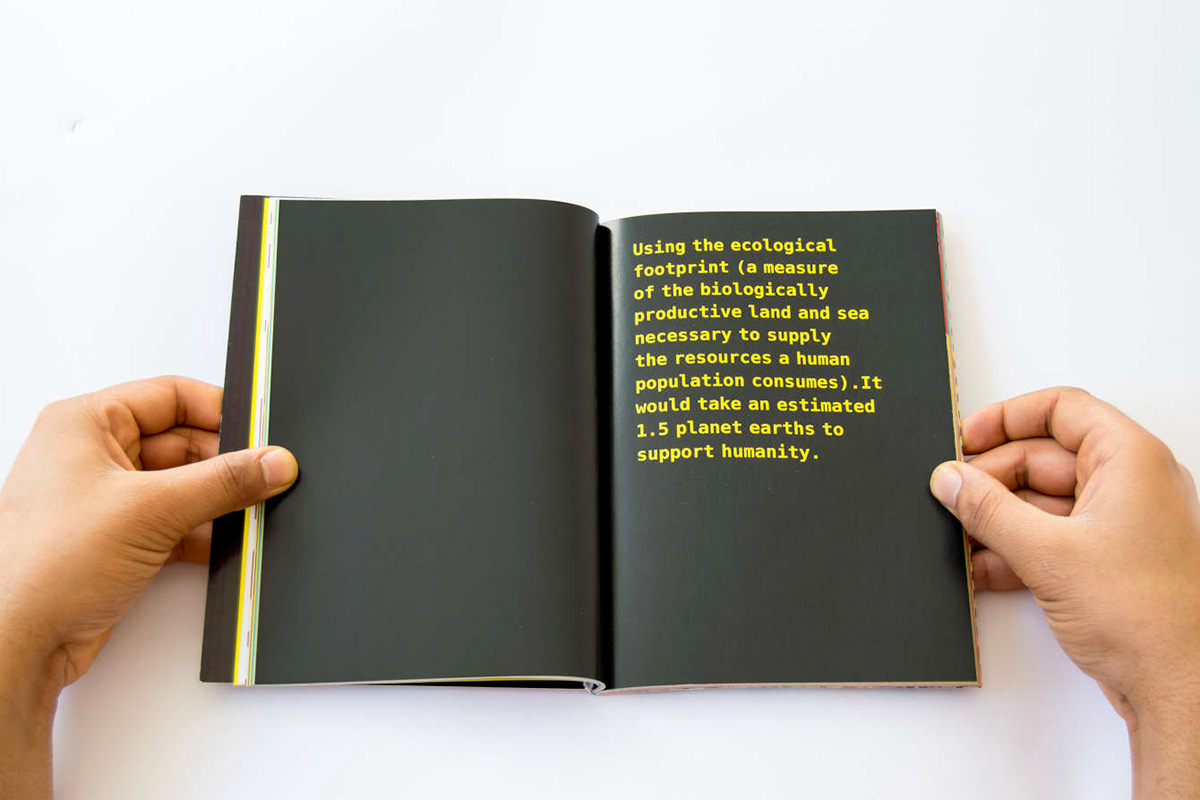 Using the ecological
footprint (a measure
of the biologically
productive land and sea
necessary to supply
the resources a human
population consumes).It
would take an estimated
1.5 planet earths to
support humanity.